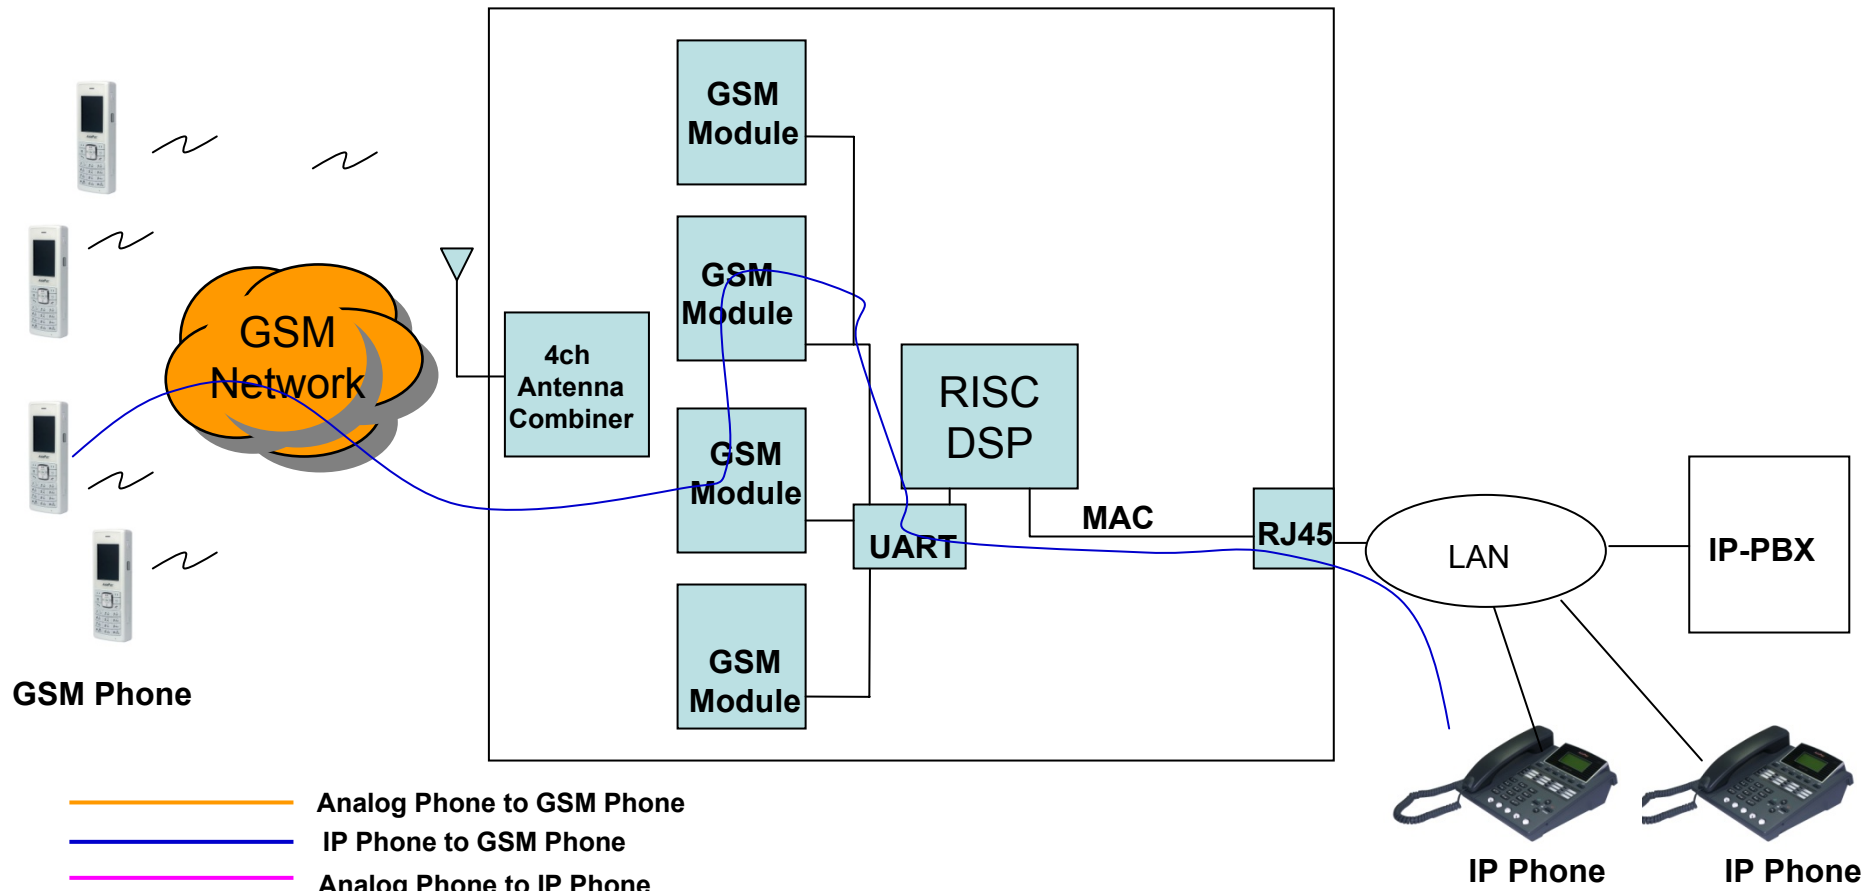 GSM
Module
GSM
Module
GSM
Network
4ch
Antenna
Combiner
RISC
DSP
GSM
Module
MAC
RJ45
UART
LAN
IP-PBX
GSM
Module
GSM Phone
Analog Phone to GSM Phone
IP Phone to GSM Phone
Analog Phone to IP Phone
IP Phone
IP Phone